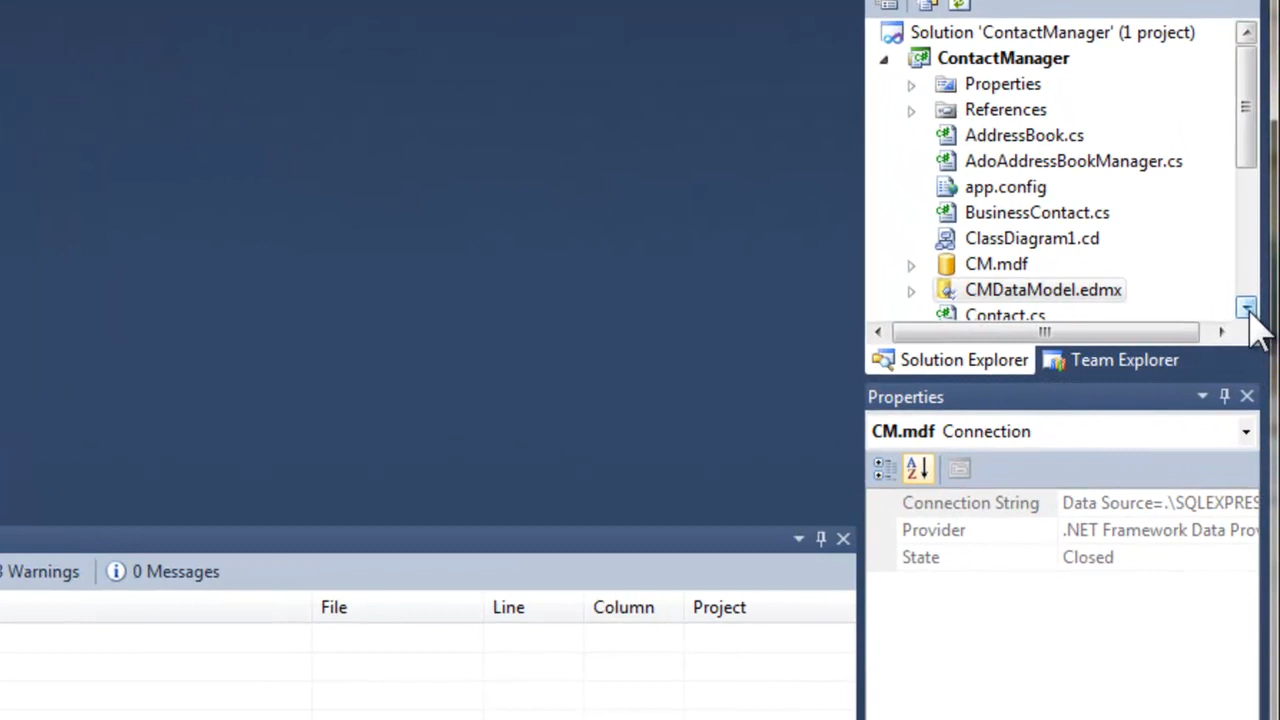 Solution 'ContactManager' (1 project)
ContactManager
Properties
References
AddressBook.cs
AdoAddressBookManager.cs
app.config
BusinessContact.cs
ClassDiagram1.cd
CM.mdf
CMDataModel.edmx
Contact.cs
Solution Explorer
Team Explorer
Properties
CM.mdf Connection
Connection String Data Source=.\SQLEXPRES
Provider .NET Framework Data Prov
State Closed
Warnings 0 Messages
File Line Column Project